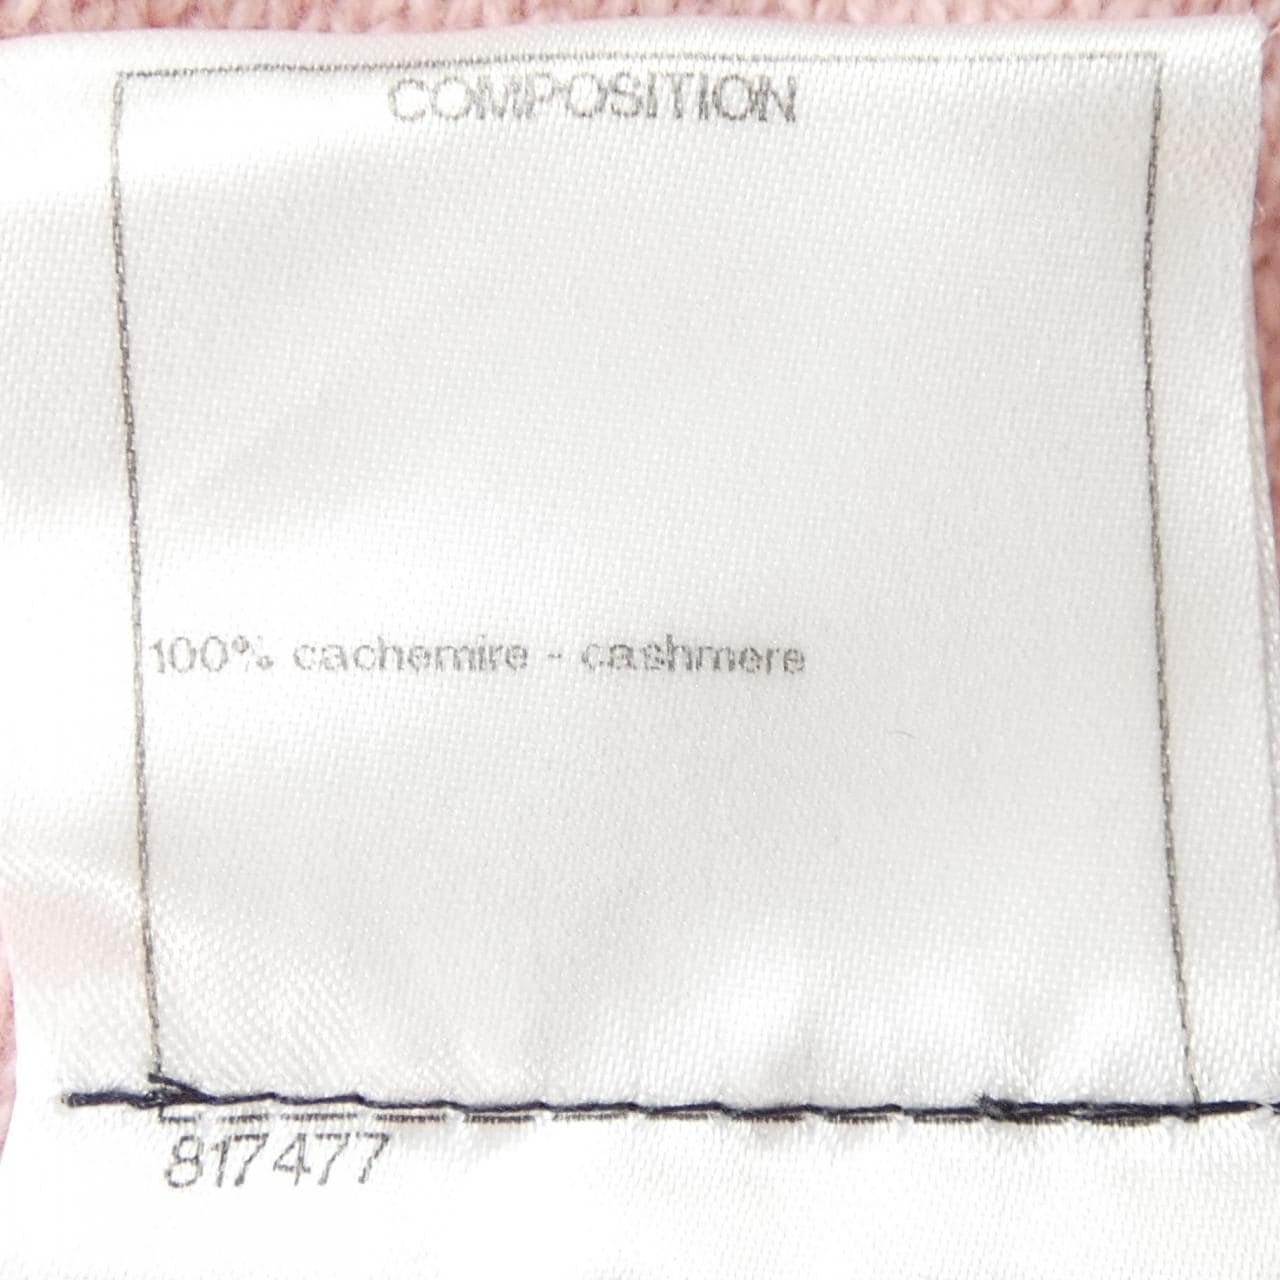 COMPOSITION
100% cachemire - cashmere
817477